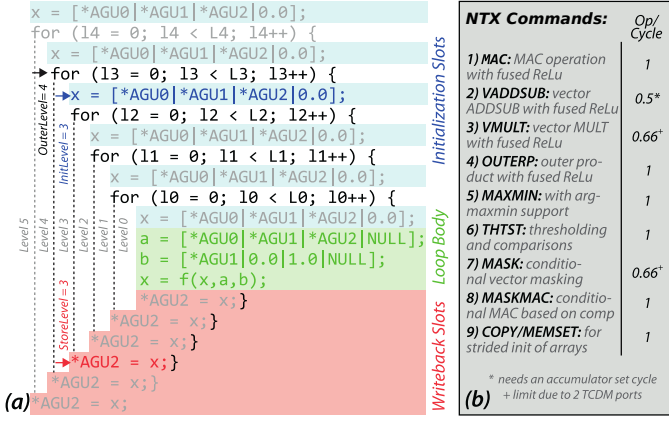 x = [*AGU0|*AGU1|*AGU2|0.0];
for (l4 = 0; l4 < L4; l4++) {
x = [*AGU0|*AGU1|*AGU2|0.0];
for (l3 = 0; l3 < L3; l3++) {
x = [*AGU0|*AGU1|*AGU2|0.0];
for (l2 = 0; l2 < L2; l2++) {
x = [*AGU0|*AGU1|*AGU2|0.0];
for (l1 = 0; l1 < L1; l1++) {
x = [*AGU0|*AGU1|*AGU2|0.0];
for (l0 = 0; l0 < L0; l0++) {
x = [*AGU0|*AGU1|*AGU2|0.0];
a = [*AGU0|*AGU1|*AGU2|NULL];
b = [*AGU1|0.0|1.0|NULL];
x = f(x,a,b);
*AGU2 = x;}
*AGU2 = x;}
*AGU2 = x;}
*AGU2 = x;}
*AGU2 = x;}
*AGU2 = x;
OuterLevel= 4
InitLevel = 3
StoreLevel = 3
Level 5
Level 4
Level 3
Level 2
Level 1
Level 0
Initialization Slots
Loop Body
Writeback Slots
(a)
NTX Commands:
Op/
Cycle
1) MAC: MAC operation
with fused ReLu
1
2) VADDSUB: vector
ADDSUB with fused ReLu
0.5*
3) VMULT: vector MULT
with fused ReLu
0.66+
4) OUTERP: outer pro-
duct with fused ReLu
1
5) MAXMIN: with arg-
maxmin support
1
6) THTST: thresholding
and comparisons
1
7) MASK: conditio-
nal vector masking
0.66+
8) MASKMAC: conditio-
nal MAC based on comp
1
9) COPY/MEMSET: for
strided init of arrays
1
* needs an accumulator set cycle
+ limit due to 2 TCDM ports
(b)